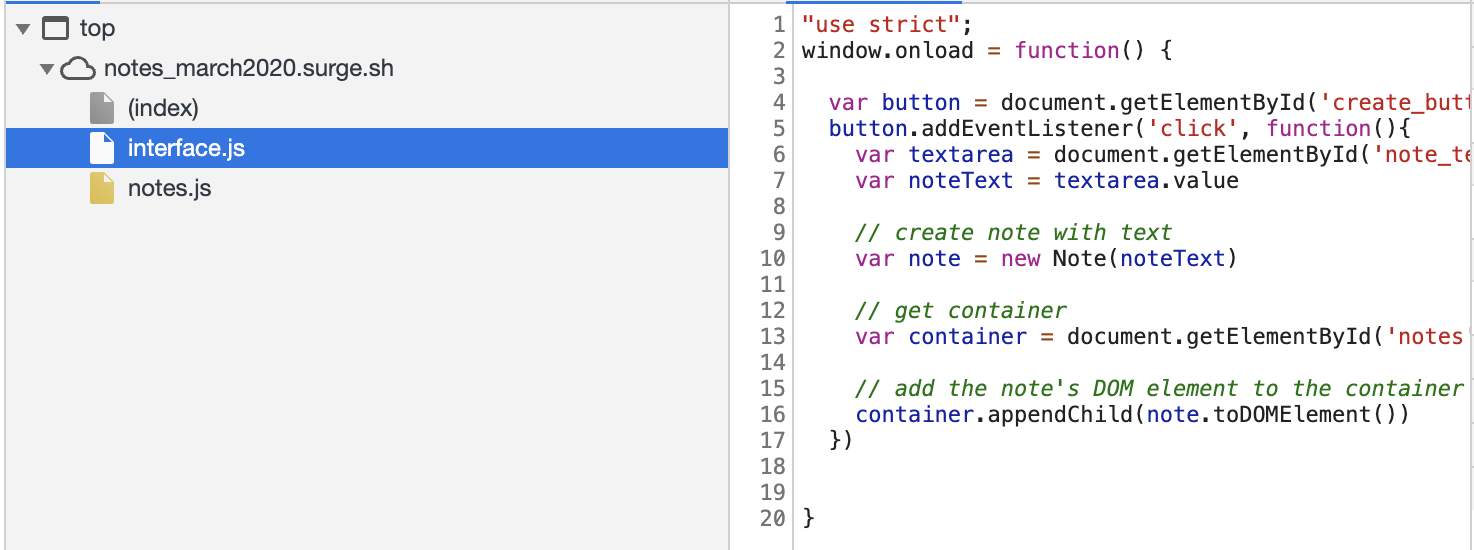 top
notes_march2020.surge.sh
(index)
interface.js
notes.js
1 "use strict";
2 window.onload = function() {
3
4   var button = document.getElementById('create_butt
5   button.addEventListener('click', function(){
6     var textarea = document.getElementById('note_te
7     var noteText = textarea.value
8
9     // create note with text
10     var note = new Note(noteText)
11
12     // get container
13     var container = document.getElementById('notes'
14
15     // add the note's DOM element to the container
16     container.appendChild(note.toDOMElement())
17   })
18
19
20 }